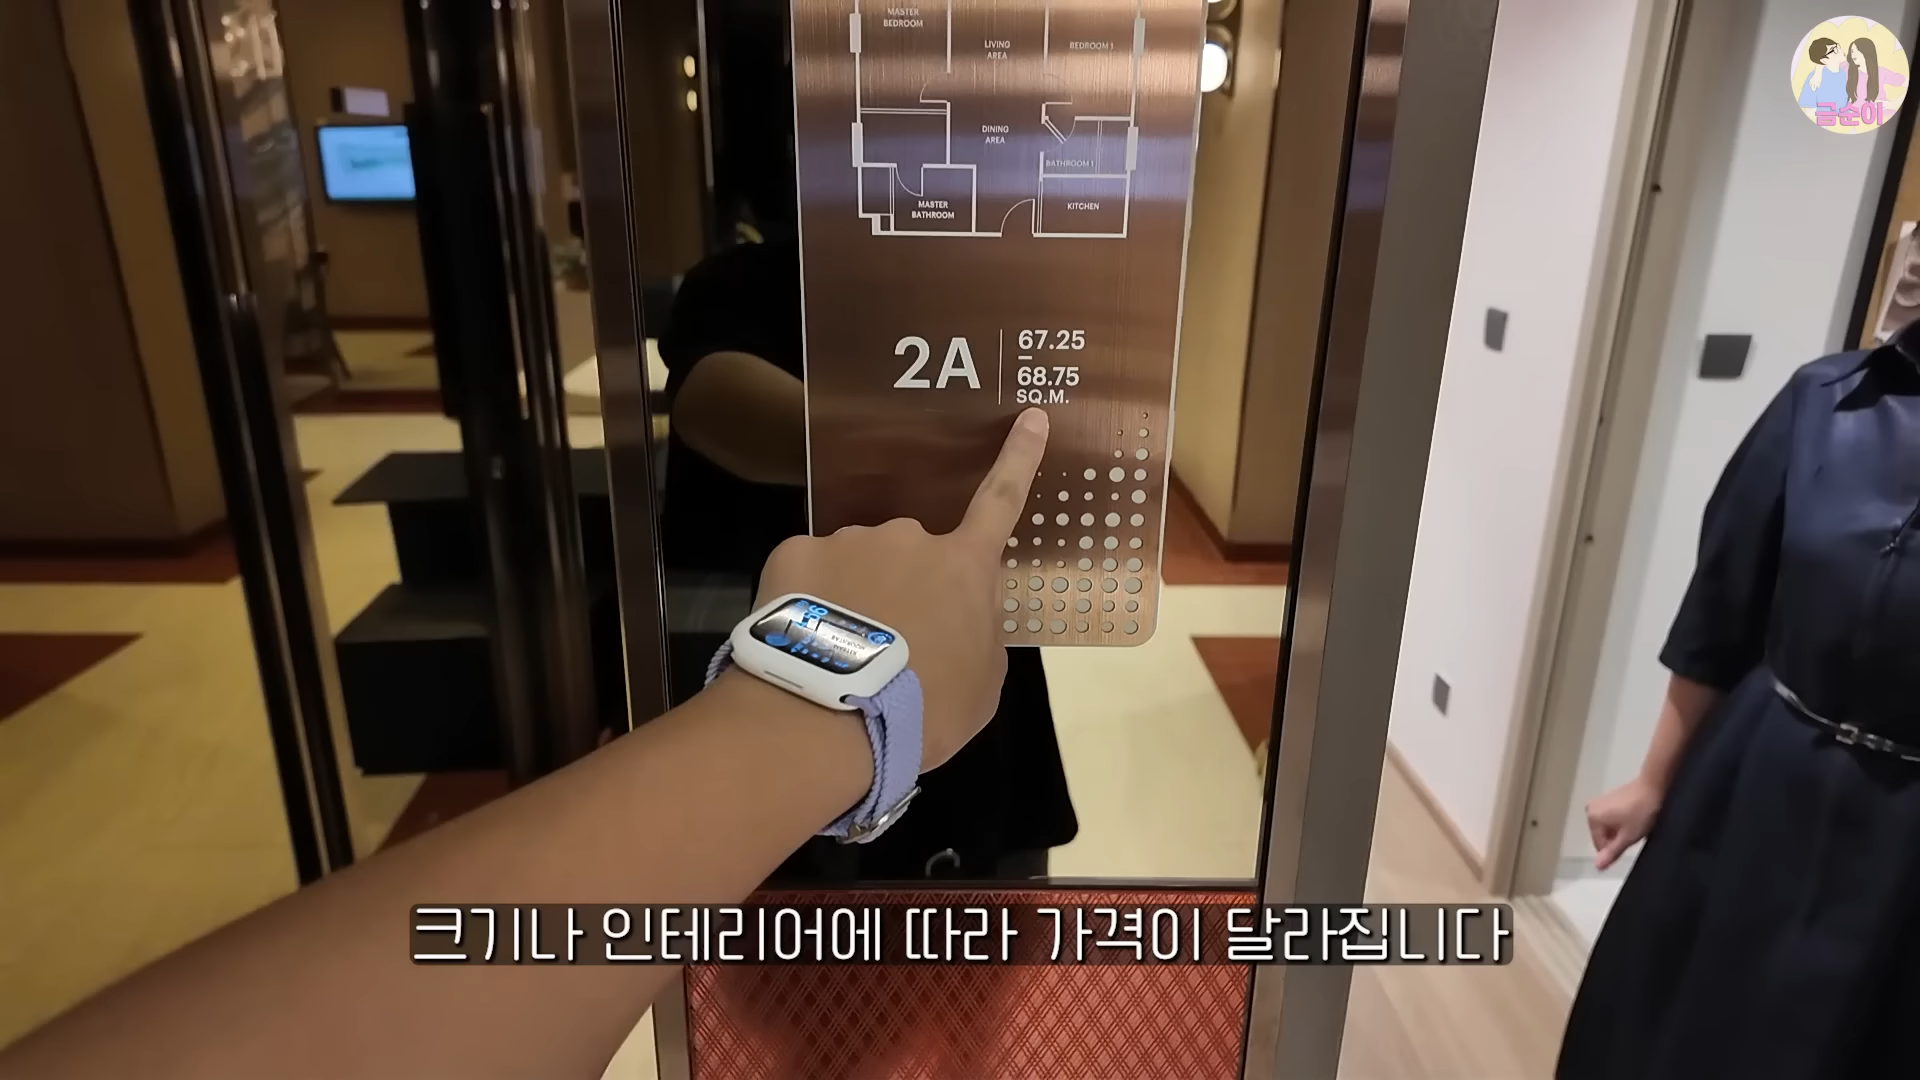 MASTER
BEDROOM
LIVING
AREA
BEDROOM 1
DINING
AREA
BATHROOM 1
MASTER
BATHROOM
KITCHEN
2A
67.25
–
68.75
SQ.M.
크기나 인테리어에 따라 가격이 달라집니다
금순이